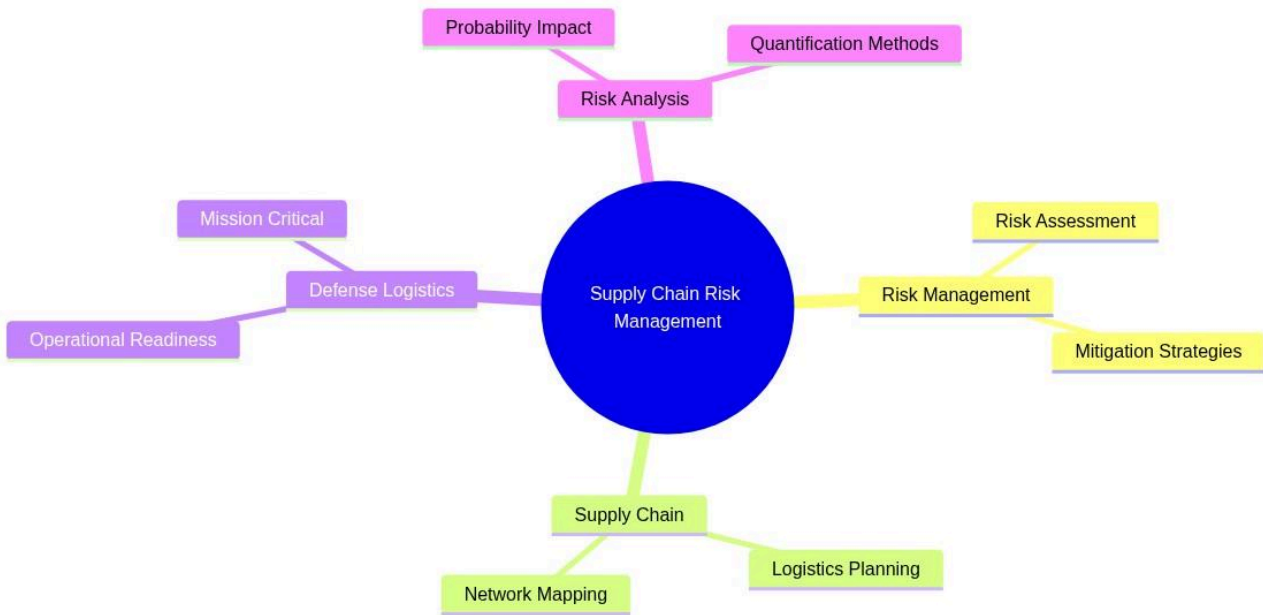 Probability Impact
Quantification Methods
Risk Analysis
Mission Critical
Risk Assessment
Defense Logistics
Supply Chain Risk
Management
Risk Management
Operational Readiness
Mitigation Strategies
Supply Chain
Logistics Planning
Network Mapping